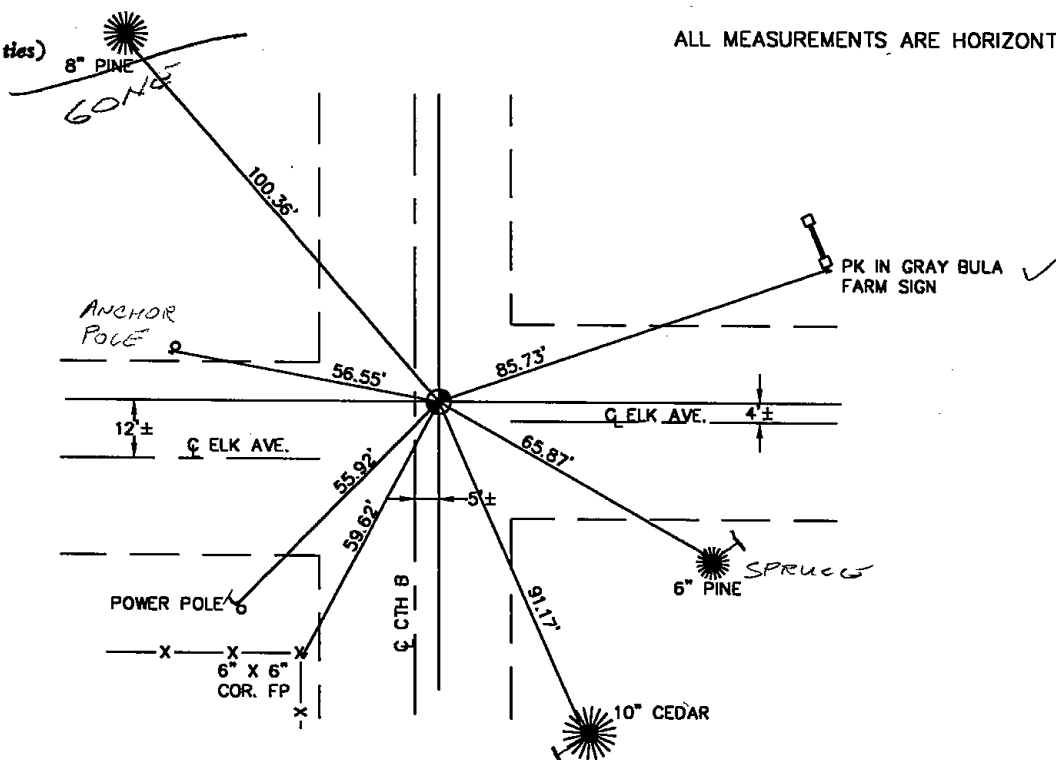 ties)
ALL MEASUREMENTS ARE HORIZONT
8" PINE
GONE
100.36'
PK IN GRAY BULA
FARM SIGN
ANCHOR
POLE
56.55'
85.73'
12'±
℄ ELK AVE.
℄ ELK AVE.
4'±
55.92'
59.62'
65.87'
5'±
POWER POLE
℄ CTH B
91.17'
6" PINE
SPRUCE
6" X 6"
COR. FP
10" CEDAR